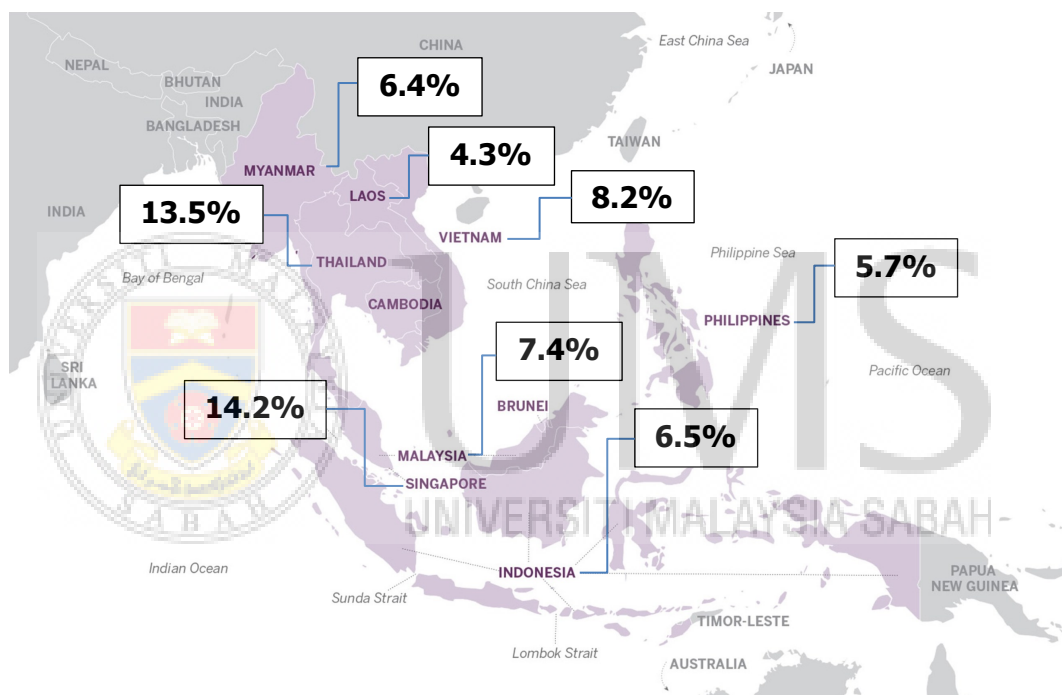 CHINA
East China Sea
NEPAL
JAPAN
BHUTAN
6.4%
INDIA
BANGLADESH
TAIWAN
4.3%
MYANMAR
LAOS
8.2%
INDIA
13.5%
VIETNAM
Philippine Sea
5.7%
THAILAND
Bay of Bengal
South China Sea
CAMBODIA
PHILIPPINES
7.4%
SRI
LANKA
Pacific Ocean
14.2%
BRUNEI
6.5%
MALAYSIA
SINGAPORE
UMS
UNIVERSITI MALAYSIA SABAH
Indian Ocean
INDONESIA
PAPUA
NEW GUINEA
Sunda Strait
TIMOR-LESTE
Lombok Strait
AUSTRALIA